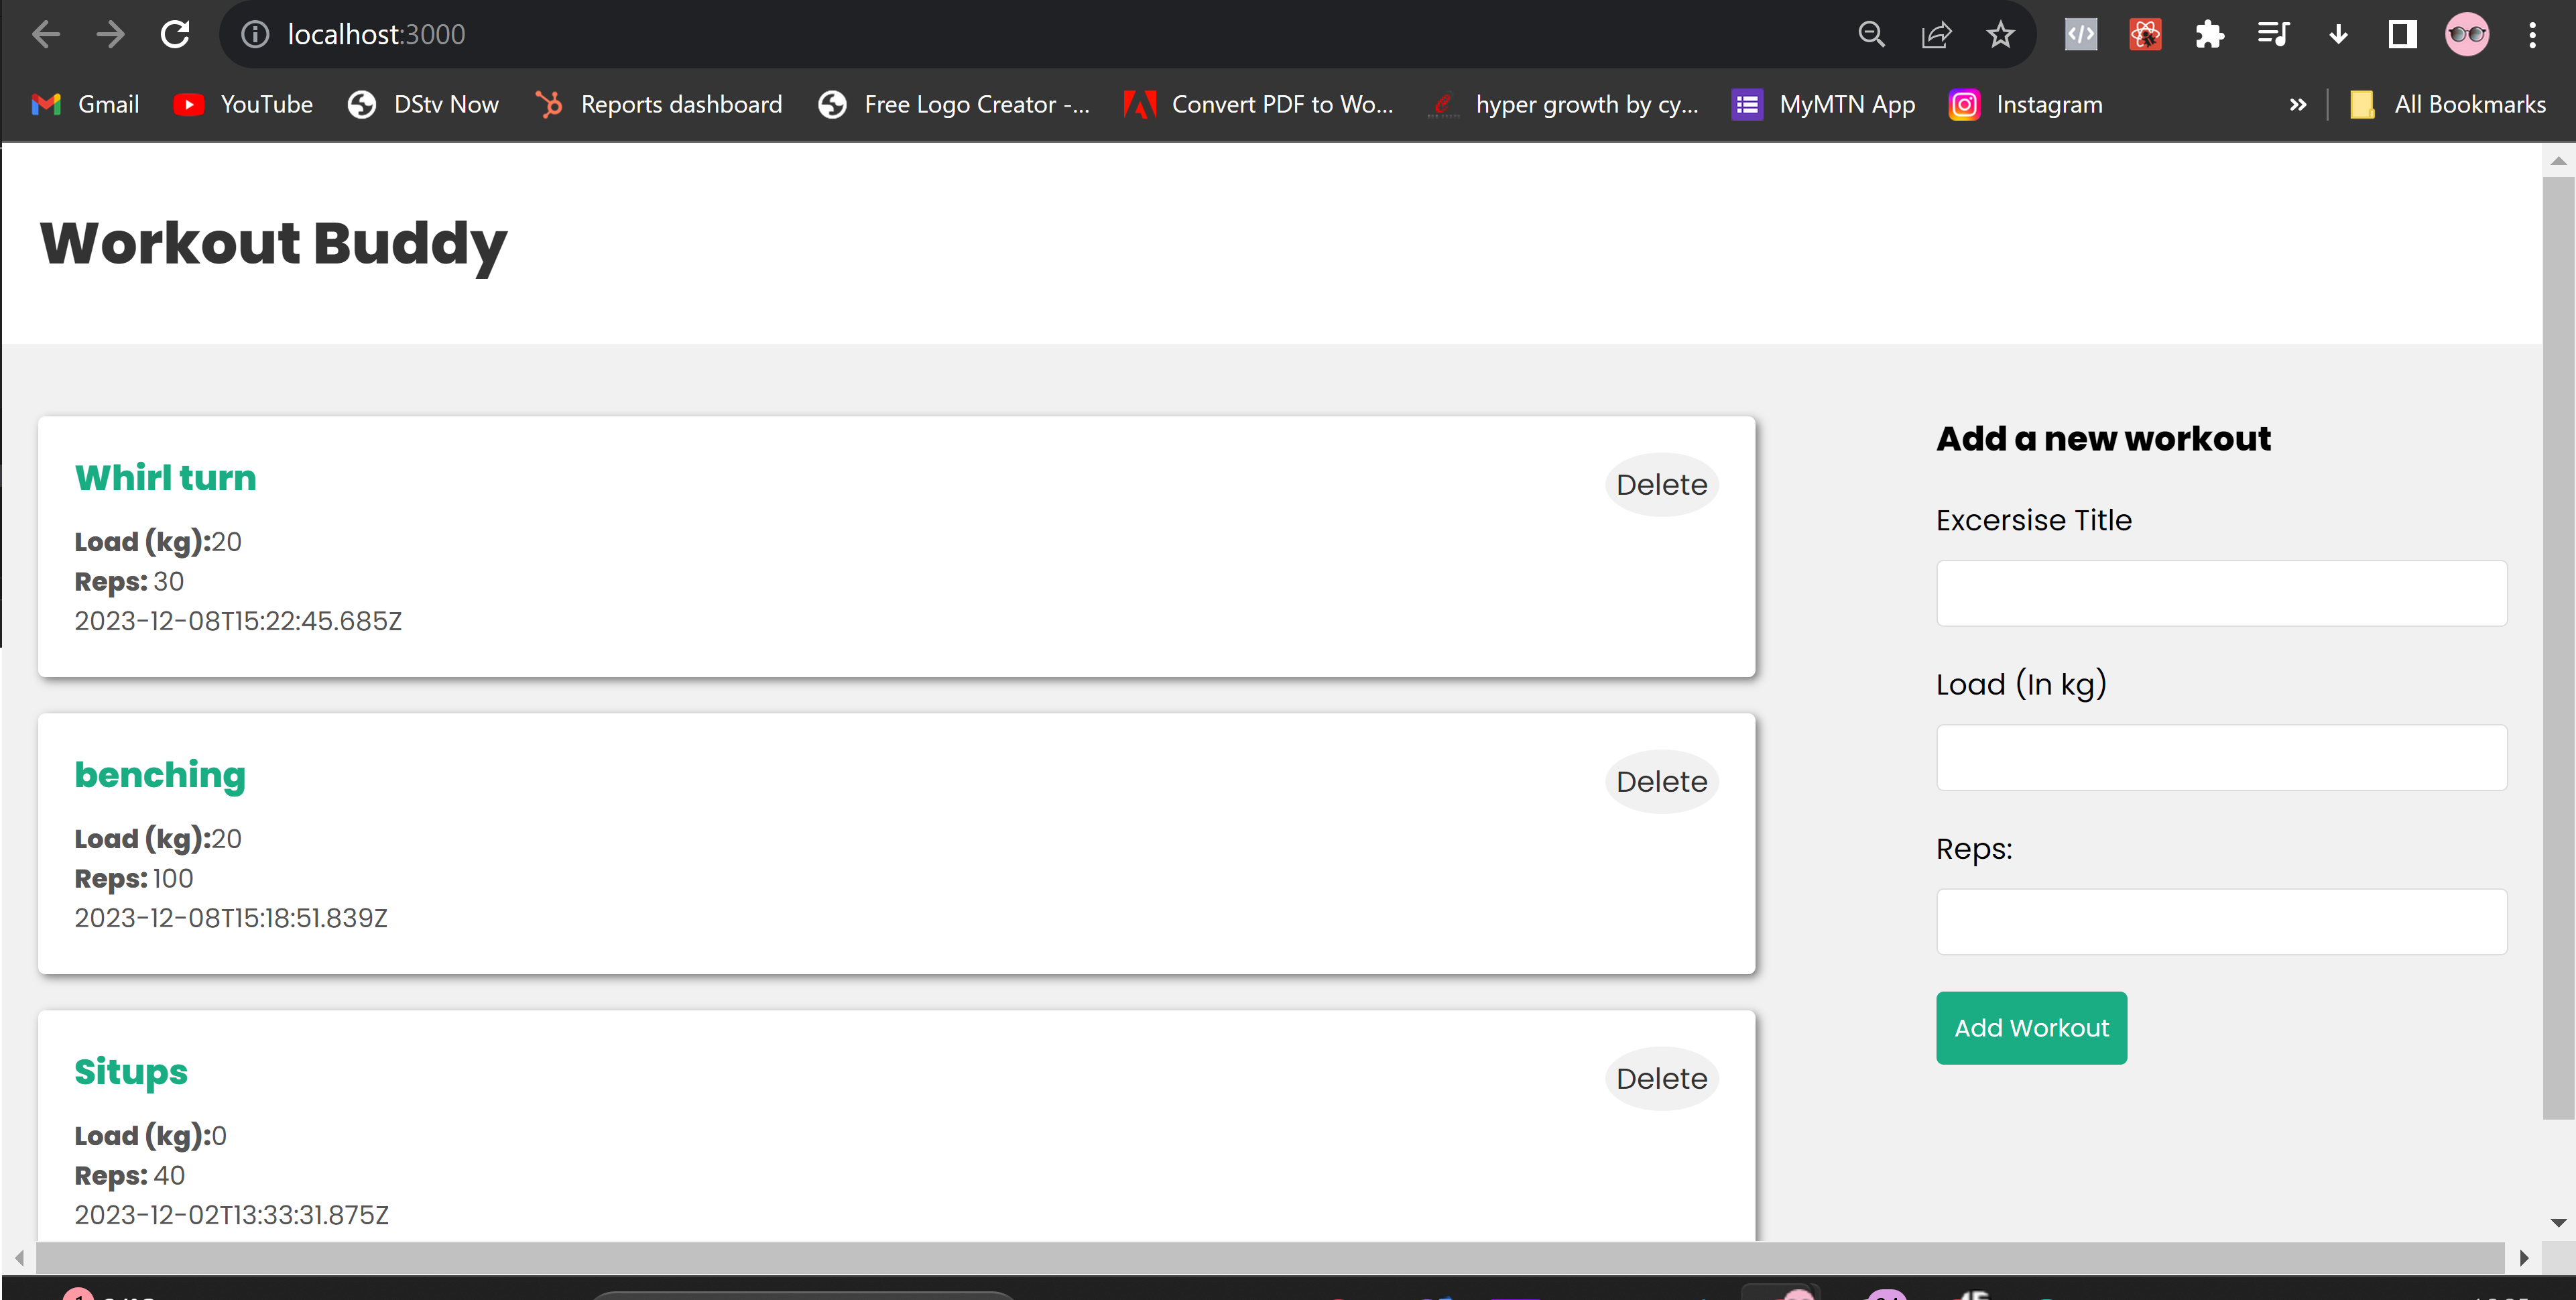 localhost:3000
Gmail YouTube DStv Now Reports dashboard Free Logo Creator -... Convert PDF to Wo... hyper growth by cy... MyMTN App Instagram » All Bookmarks
Workout Buddy
Whirl turn
Delete
Load (kg):20
Reps: 30
2023-12-08T15:22:45.685Z
benching
Delete
Load (kg):20
Reps: 100
2023-12-08T15:18:51.839Z
Situps
Delete
Load (kg):0
Reps: 40
2023-12-02T13:33:31.875Z
Add a new workout
Excersise Title
Load (In kg)
Reps:
Add Workout